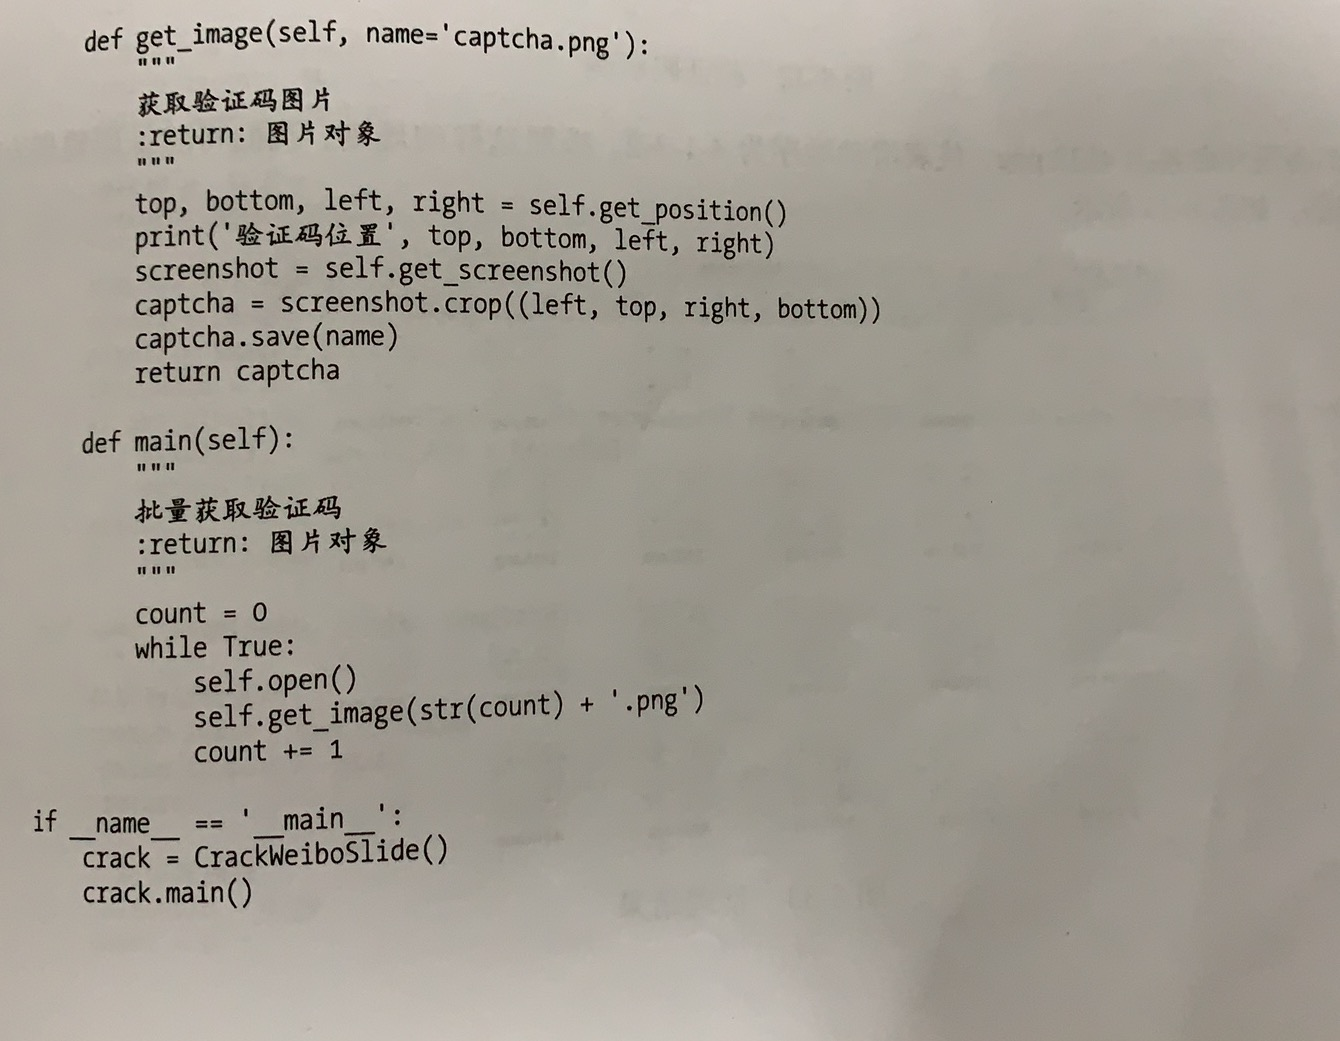 def get_image(self, name='captcha.png'):
"""
获取验证码图片
:return: 图片对象
"""
top, bottom, left, right = self.get_position()
print('验证码位置', top, bottom, left, right)
screenshot = self.get_screenshot()
captcha = screenshot.crop((left, top, right, bottom))
captcha.save(name)
return captcha
def main(self):
"""
批量获取验证码
:return: 图片对象
"""
count = 0
while True:
self.open()
self.get_image(str(count) + '.png')
count += 1
if __name__ == '__main__':
crack = CrackWeiboSlide()
crack.main()